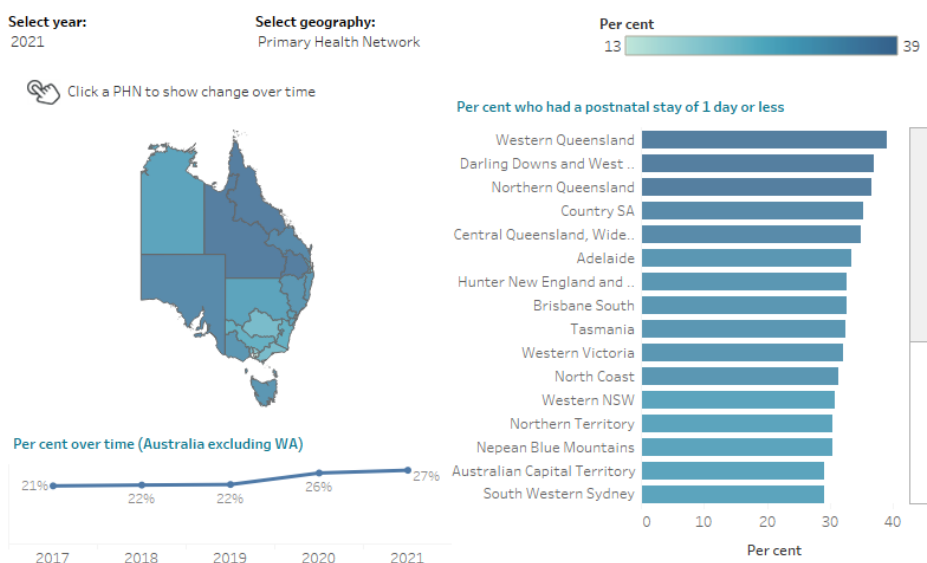 Select year:
2021
Select geography:
Primary Health Network
Per cent
13
39
Click a PHN to show change over time
Per cent who had a postnatal stay of 1 day or less
Western Queensland
Darling Downs and West ..
Northern Queensland
Country SA
Central Queensland, Wide..
Adelaide
Hunter New England and ..
Brisbane South
Tasmania
Western Victoria
North Coast
Western NSW
Northern Territory
Nepean Blue Mountains
Australian Capital Territory
South Western Sydney
0 10 20 30 40
Per cent
Per cent over time (Australia excluding WA)
21%
22%
22%
26%
27%
2017 2018 2019 2020 2021